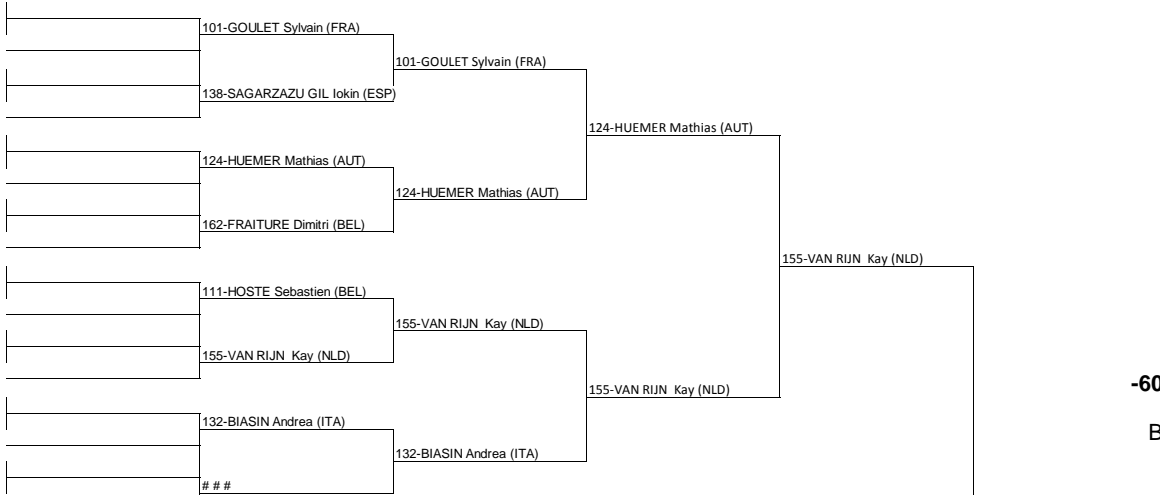 101-GOULET Sylvain (FRA)
101-GOULET Sylvain (FRA)
138-SAGARZAZU GIL Iokin (ESP)
124-HUEMER Mathias (AUT)
124-HUEMER Mathias (AUT)
124-HUEMER Mathias (AUT)
162-FRAITURE Dimitri (BEL)
155-VAN RIJN  Kay (NLD)
111-HOSTE Sebastien (BEL)
155-VAN RIJN  Kay (NLD)
155-VAN RIJN  Kay (NLD)
155-VAN RIJN  Kay (NLD)
-60
132-BIASIN Andrea (ITA)
B
132-BIASIN Andrea (ITA)
# # #